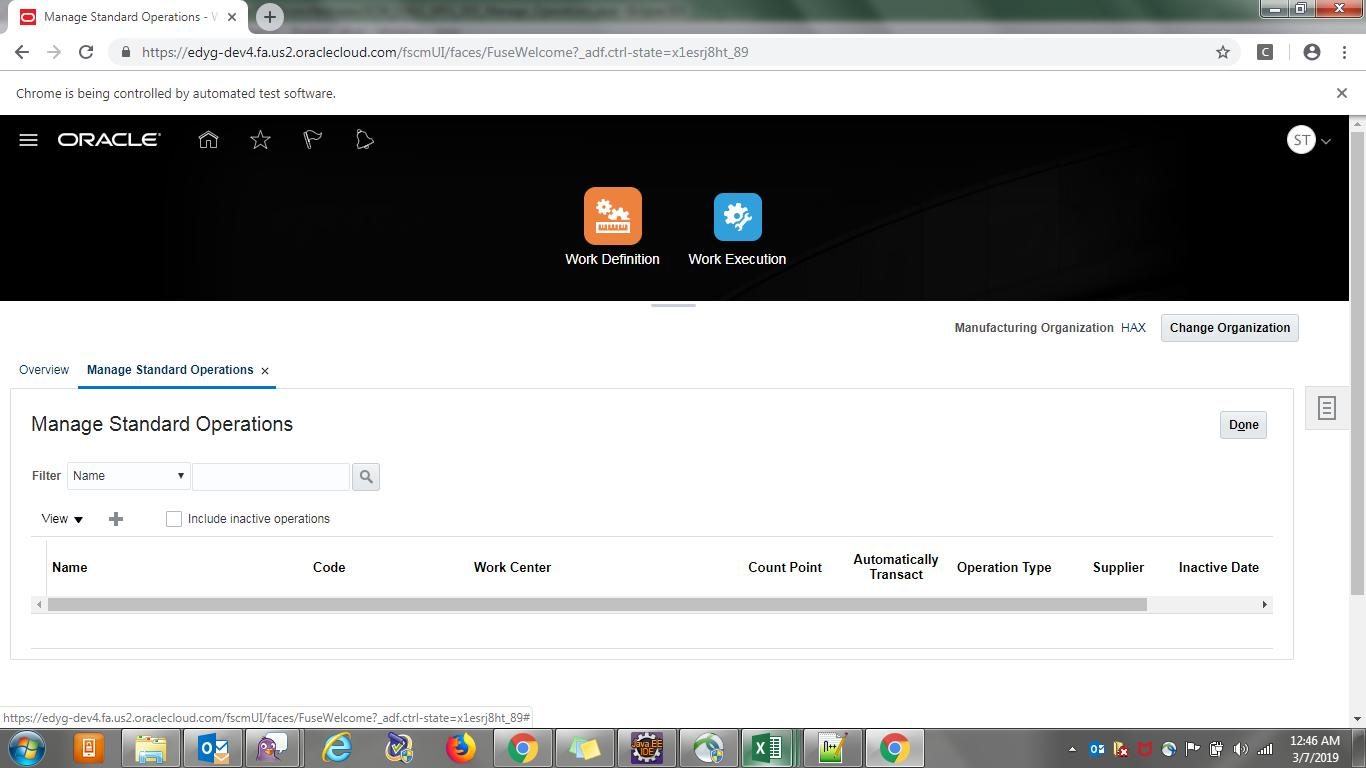 Manage Standard Operations - W
https://edyg-dev4.fa.us2.oraclecloud.com/fscmUI/faces/FuseWelcome?_adf.ctrl-state=x1esrj8ht_89
C
Chrome is being controlled by automated test software.
ORACLE
ST
Work Definition
Work Execution
Manufacturing Organization HAX
Change Organization
Overview
Manage Standard Operations
Manage Standard Operations
Done
Filter
Name
View
Include inactive operations
Name
Code
Work Center
Count Point
Automatically
Transact
Operation Type
Supplier
Inactive Date
https://edyg-dev4.fa.us2.oraclecloud.com/fscmUI/faces/FuseWelcome?_adf.ctrl-state=x1esrj8ht_89#
Java EE
IDE
12:46 AM
3/7/2019